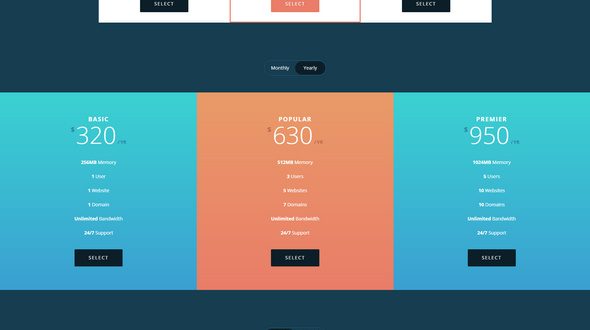 SELECT
SELECT
SELECT
Monthly
Yearly
BASIC
$320 /YR
256MB Memory
1 User
1 Website
1 Domain
Unlimited Bandwidth
24/7 Support
SELECT
POPULAR
$630 /YR
512MB Memory
3 Users
5 Websites
7 Domains
Unlimited Bandwidth
24/7 Support
SELECT
PREMIER
$950 /YR
1024MB Memory
5 Users
10 Websites
10 Domains
Unlimited Bandwidth
24/7 Support
SELECT